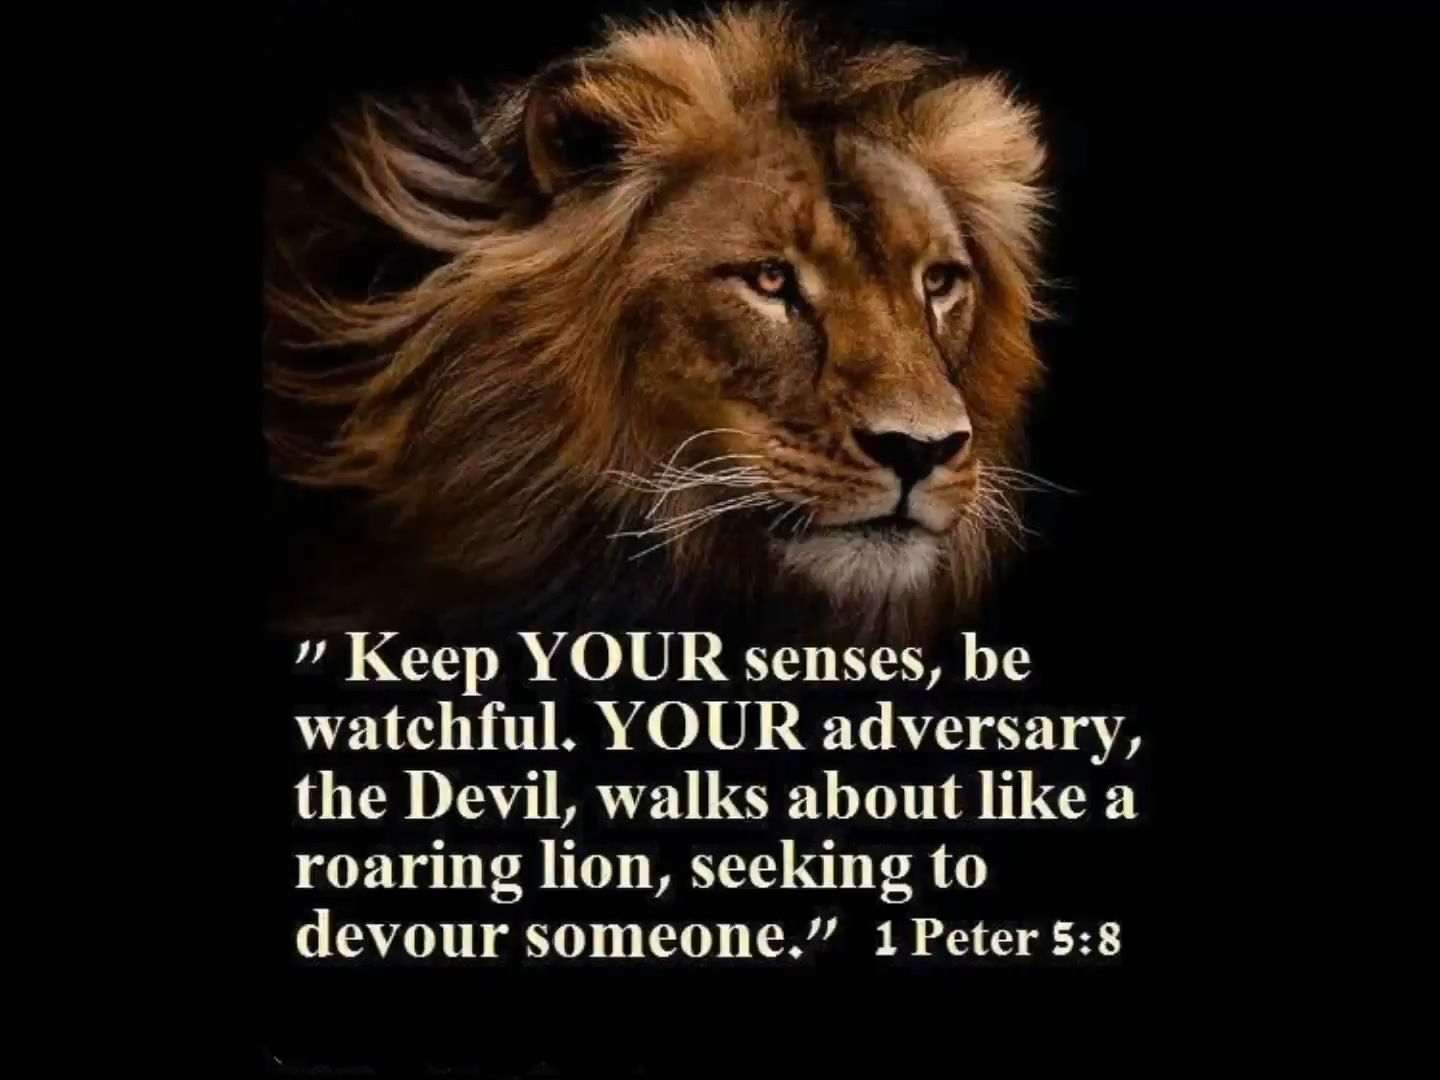 ” Keep YOUR senses, be
watchful. YOUR adversary,
the Devil, walks about like a
roaring lion, seeking to
devour someone.” 1 Peter 5:8